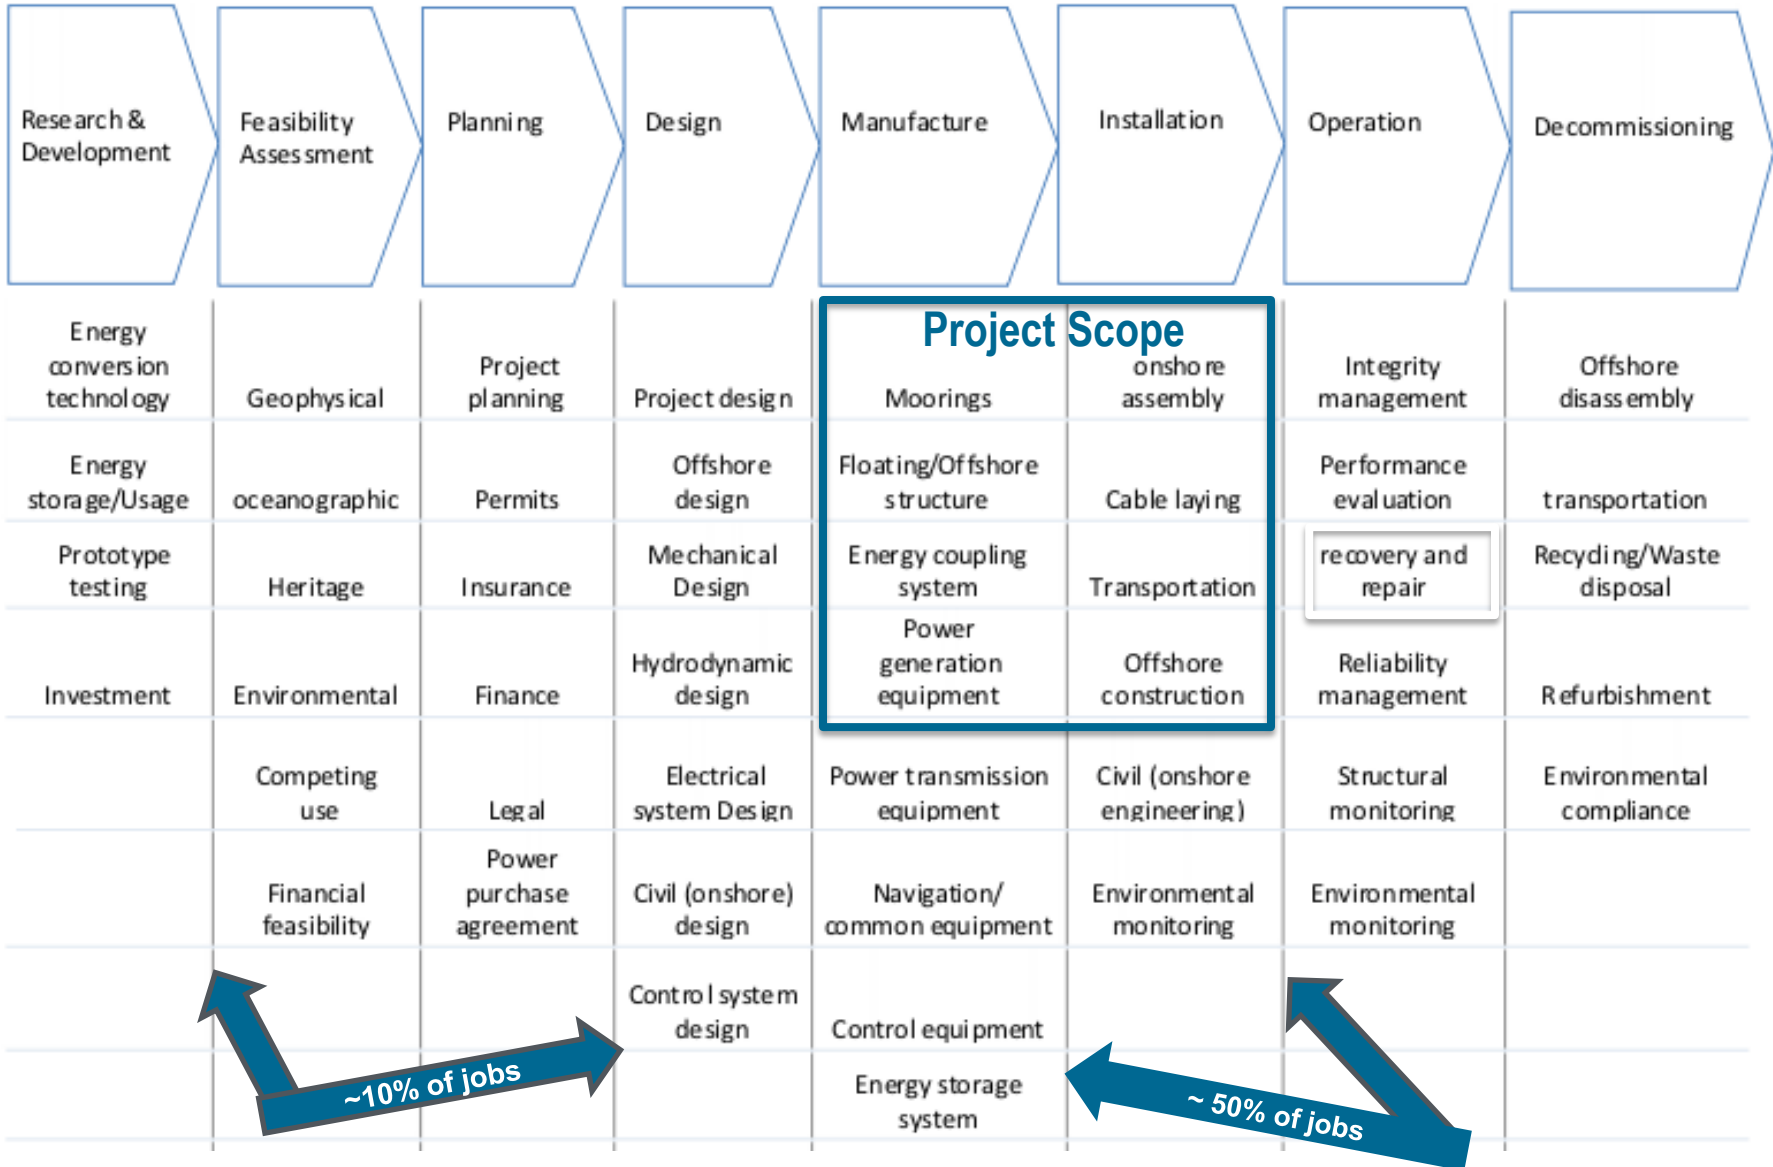 Research &
Development
Feasibility
Assessment
Planning
Design
Manufacture
Installation
Operation
Decommissioning
Project Scope
Energy
conversion
technology
Geophysical
Project
planning
Project design
Moorings
onshore
assembly
Integrity
management
Offshore
disassembly
Energy
storage/Usage
oceanographic
Permits
Offshore
design
Floating/Offshore
structure
Cable laying
Performance
evaluation
transportation
Prototype
testing
Heritage
Insurance
Mechanical
Design
Energy coupling
system
Transportation
recovery and
repair
Recycling/Waste
disposal
Investment
Environmental
Finance
Hydrodynamic
design
Power
generation
equipment
Offshore
construction
Reliability
management
Refurbishment
Competing
use
Legal
Electrical
system Design
Power transmission
equipment
Civil (onshore
engineering)
Structural
monitoring
Environmental
compliance
Financial
feasibility
Power
purchase
agreement
Civil (onshore)
design
Navigation/
common equipment
Environmental
monitoring
Environmental
monitoring
Control system
design
Control equipment
Energy storage
system
~10% of jobs
~ 50% of jobs